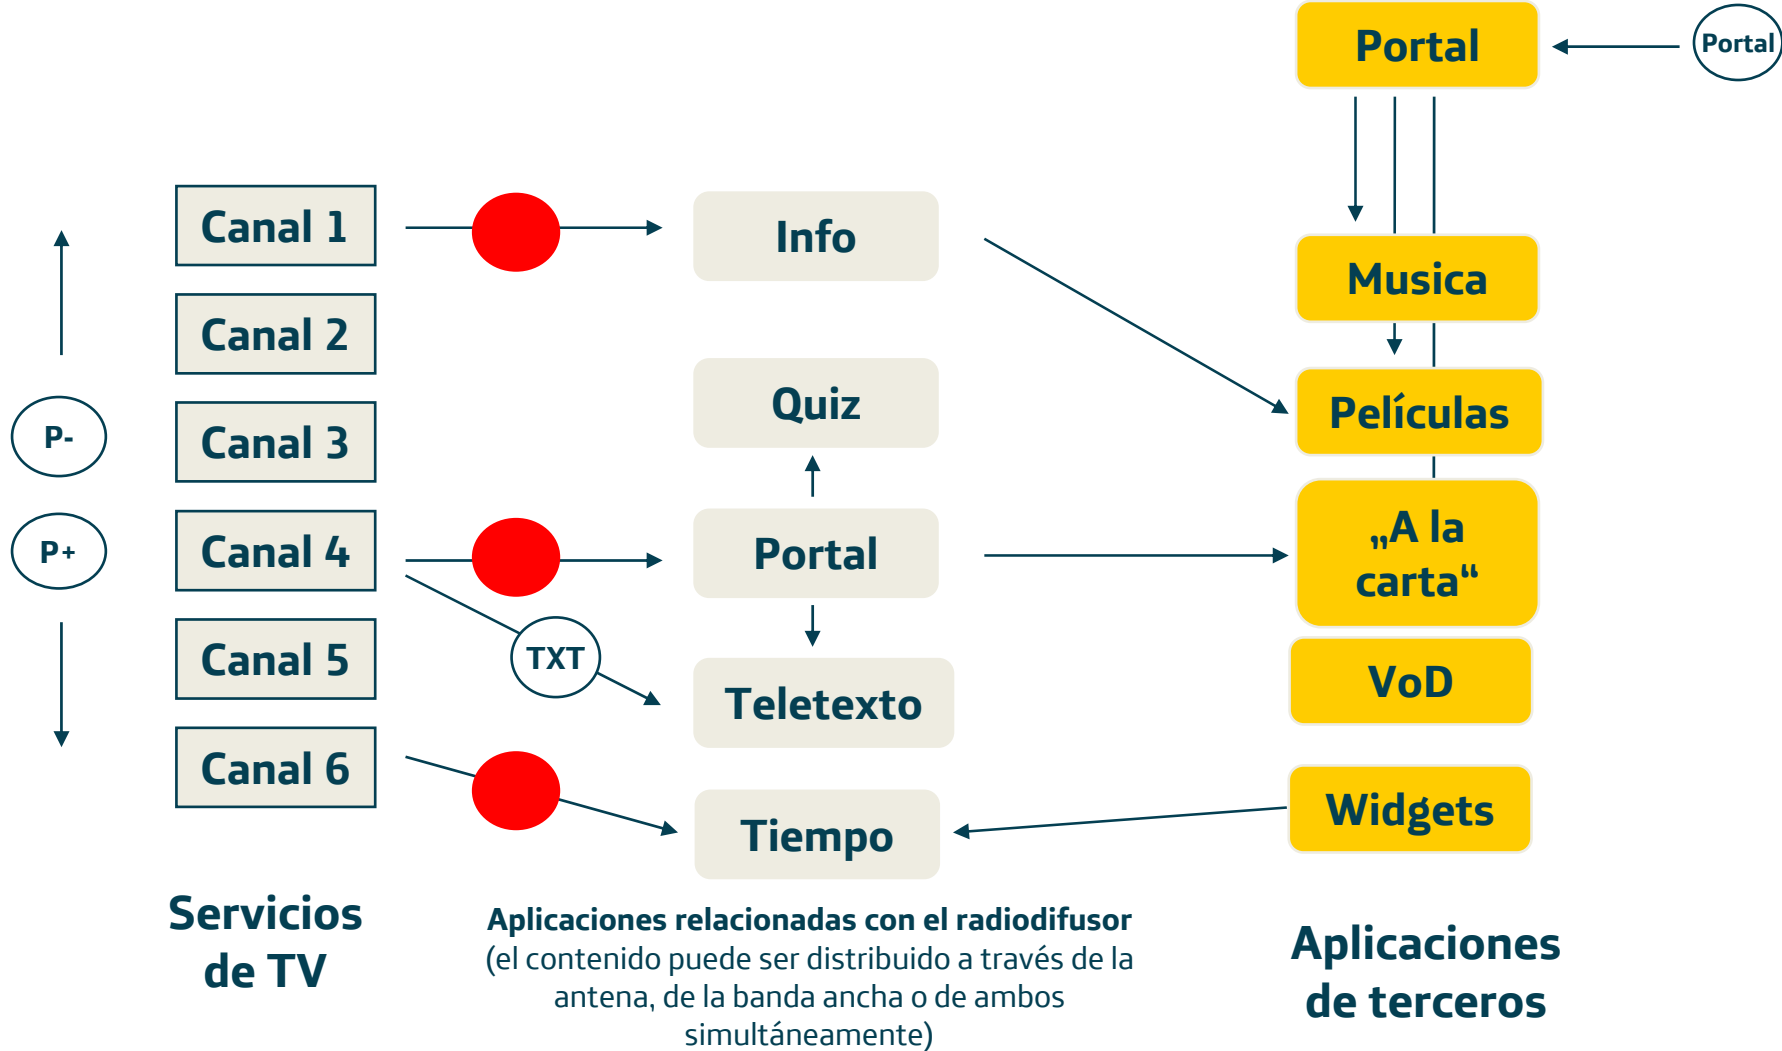 Portal
Portal
Canal 1
Info
Musica
Canal 2
Quiz
Películas
P-
Canal 3
„A la
carta“
P+
Canal 4
Portal
Canal 5
TXT
Teletexto
VoD
Canal 6
Tiempo
Widgets
Servicios
de TV
Aplicaciones relacionadas con el radiodifusor
(el contenido puede ser distribuido a través de la
antena, de la banda ancha o de ambos
simultáneamente)
Aplicaciones
de terceros